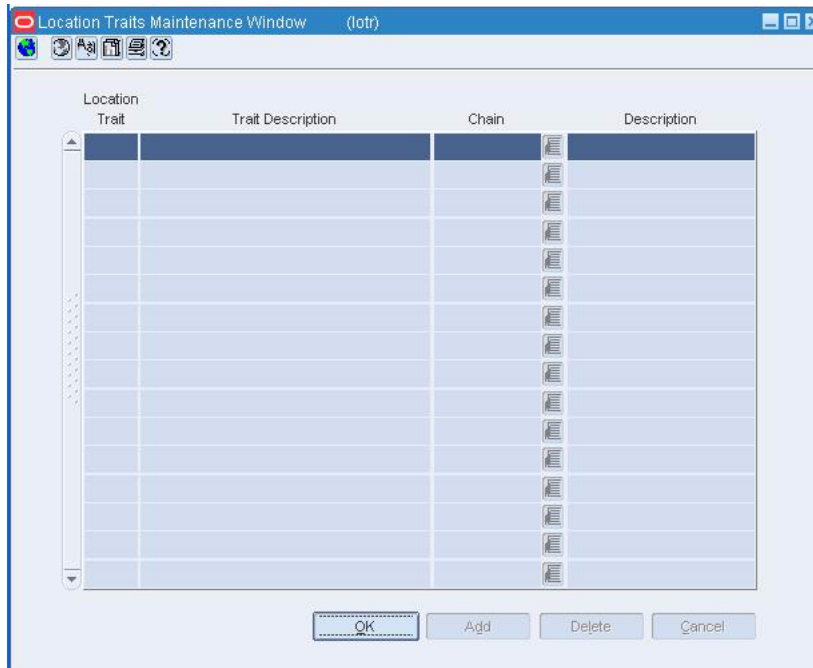 Location Traits Maintenance Window (lotr)
Location
Trait Trait Description Chain Description
OK Add Delete Cancel